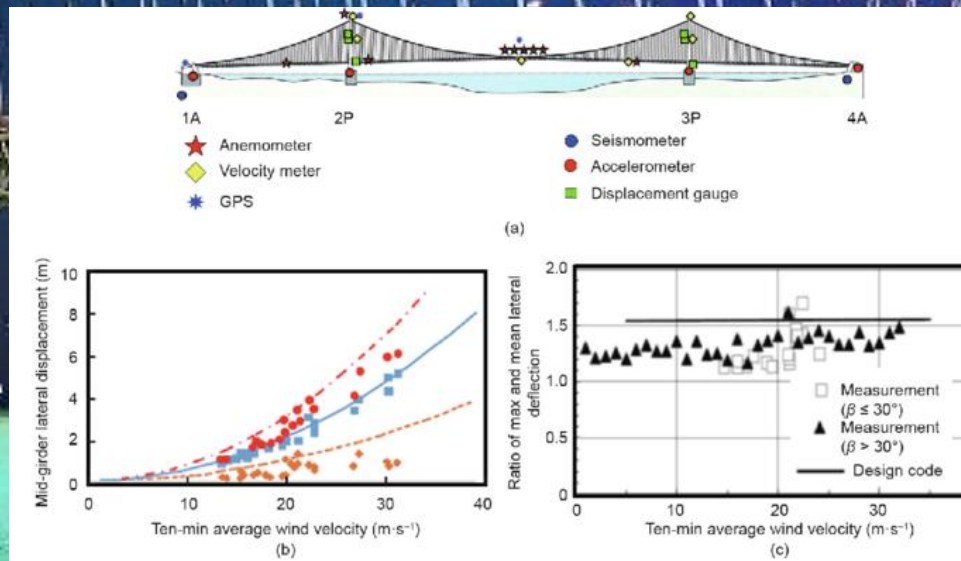 1A 2P 3P 4A
Anemometer
Velocity meter
GPS
Seismometer
Accelerometer
Displacement gauge
(a)
Mid-girder lateral displacement (m)
10
8
6
4
2
0
0 10 20 30 40
Ten-min average wind velocity (m·s⁻¹)
(b)
Ratio of max and mean lateral
deflection
2.0
1.5
1.0
0.5
0
0 10 20 30
Measurement
(β ≤ 30°)
Measurement
(β > 30°)
Design code
Ten-min average wind velocity (m·s⁻¹)
(c)